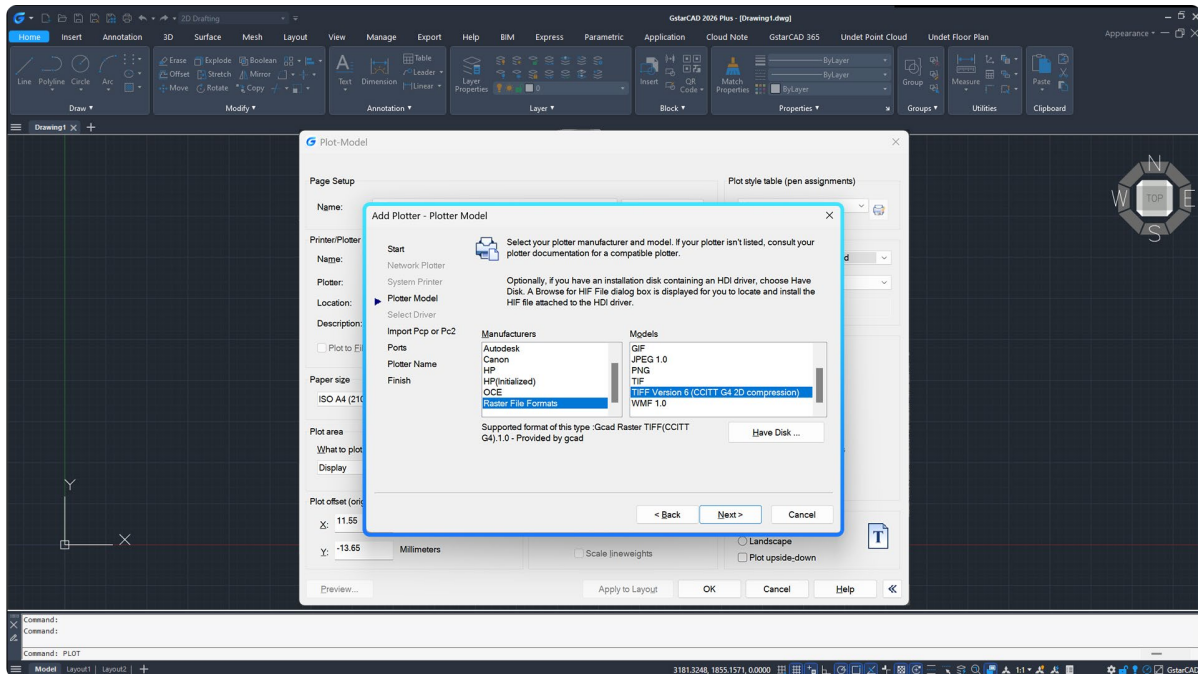 2D Drafting
GstarCAD 2026 Plus - [Drawing1.dwg]
Home Insert Annotation 3D Surface Mesh Layout View Manage Export Help BIM Express Parametric Application Cloud Note GstarCAD 365 Undet Point Cloud Undet Floor Plan Appearance
Line Polyline Circle Arc
Erase Explode Boolean
Offset Stretch Mirror
Move Rotate Copy
Text Dimension
Table
Leader
Linear
Layer Properties
0
Insert
QR Code
Match Properties
ByLayer
ByLayer
ByLayer
Group
Measure
Paste
Draw Modify Annotation Layer Block Properties Groups Utilities Clipboard
Drawing1
Plot-Model
Page Setup
Name:
Plot style table (pen assignments)
Printer/Plotter
Name:
Plotter:
Location:
Description:
Plot to Fil
Paper size
ISO A4 (210
Plot area
What to plot
Display
Plot offset (orig
X: 11.55
Y: -13.65 Millimeters
Scale lineweights
Landscape
Plot upside-down
Preview... Apply to Layout OK Cancel Help
Add Plotter - Plotter Model
Start
Network Plotter
System Printer
Plotter Model
Select Driver
Import Pcp or Pc2
Ports
Plotter Name
Finish
Select your plotter manufacturer and model. If your plotter isn't listed, consult your
plotter documentation for a compatible plotter.
Optionally, if you have an installation disk containing an HDI driver, choose Have
Disk. A Browse for HIF File dialog box is displayed for you to locate and install the
HIF file attached to the HDI driver.
Manufacturers
Autodesk
Canon
HP
HP(Initialized)
OCE
Raster File Formats
Models
GIF
JPEG 1.0
PNG
TIF
TIFF Version 6 (CCITT G4 2D compression)
WMF 1.0
Supported format of this type :Gcad Raster TIFF(CCITT
G4).1.0 - Provided by gcad
Have Disk ...
< Back Next > Cancel
N
W TOP E
S
Y
X
Command:
Command:
Command: PLOT
Model Layout1 Layout2
3181.3248, 1855.1571, 0.0000
1:1
GstarCAD